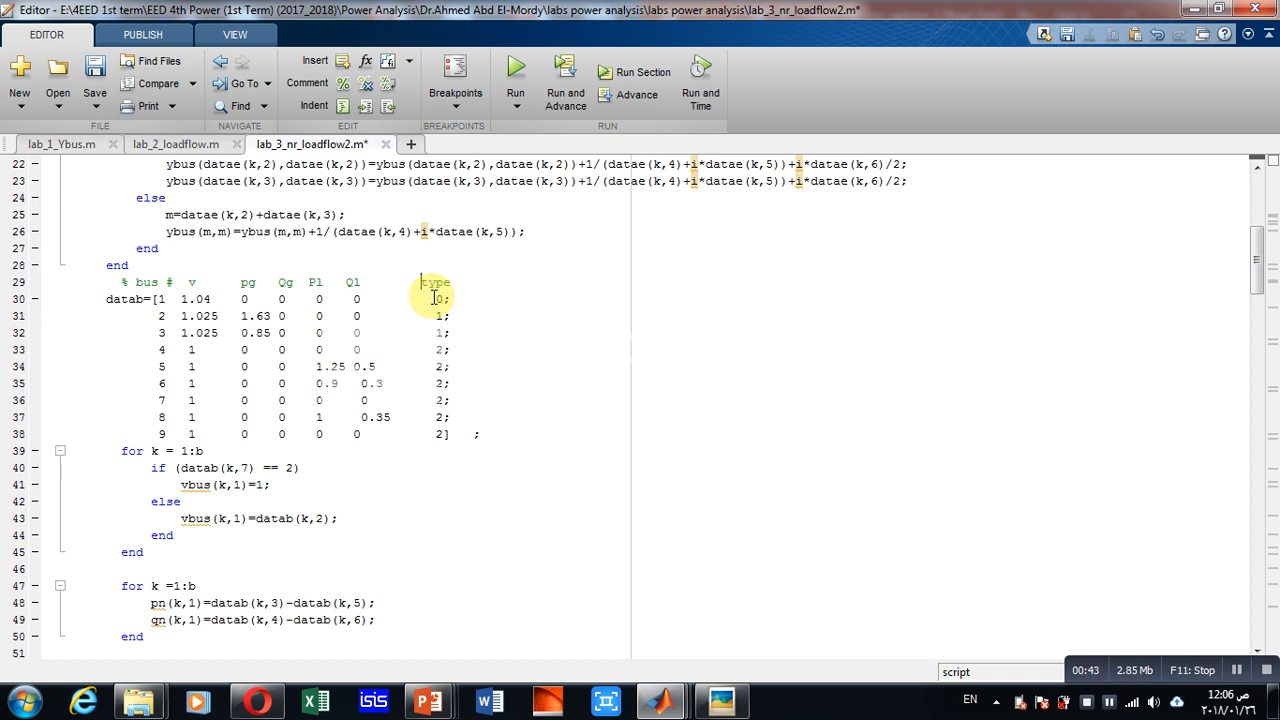 Editor - E:\4EED 4th Power (1st Term) (2017_2018)\Power Analysis\Dr.Ahmed Abd El-Mordy\labs power analysis\labs power analysis\lab_3_nr_loadflow2.m*
EDITOR PUBLISH VIEW
New Open Save Find Files Compare Print Go To Find Insert Comment Indent fx Breakpoints Run Run and Advance Run Section Advance Run and Time
FILE NAVIGATE EDIT BREAKPOINTS RUN
lab_1_Ybus.m lab_2_loadflow.m lab_3_nr_loadflow2.m*
22 ybus(datae(k,2),datae(k,2))=ybus(datae(k,2),datae(k,2))+1/(datae(k,4)+i*datae(k,5))+i*datae(k,6)/2;
23 ybus(datae(k,3),datae(k,3))=ybus(datae(k,3),datae(k,3))+1/(datae(k,4)+i*datae(k,5))+i*datae(k,6)/2;
24 else
25 m=datae(k,2)+datae(k,3);
26 ybus(m,m)=ybus(m,m)+1/(datae(k,4)+i*datae(k,5));
27 end
28 end
29 % bus # v pg Qg Pl Ql type
30 datab=[1 1.04 0 0 0 0 0;
31 2 1.025 1.63 0 0 0 1;
32 3 1.025 0.85 0 0 0 1;
33 4 1 0 0 0 0 2;
34 5 1 0 0 1.25 0.5 2;
35 6 1 0 0 0.9 0.3 2;
36 7 1 0 0 0 0 2;
37 8 1 0 0 1 0.35 2;
38 9 1 0 0 0 0 2] ;
39 for k = 1:b
40 if (datab(k,7) == 2)
41 vbus(k,1)=1;
42 else
43 vbus(k,1)=datab(k,2);
44 end
45 end
46
47 for k =1:b
48 pn(k,1)=datab(k,3)-datab(k,5);
49 qn(k,1)=datab(k,4)-datab(k,6);
50 end
51
script 00:43 2.85 Mb F11: Stop
isis EN 12:06 ص
٢٠١٨/٠١/٢٦